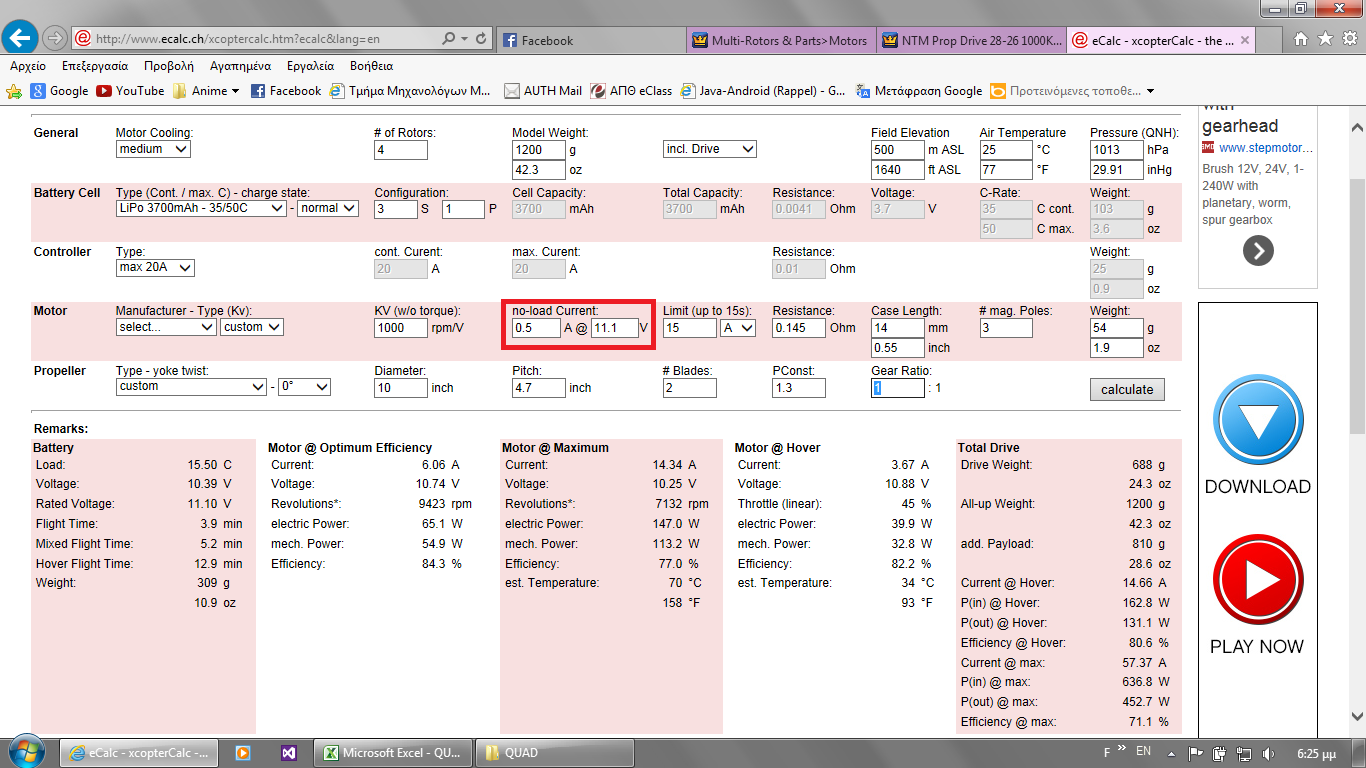 http://www.ecalc.ch/xcoptercalc.htm?ecalc&lang=en
Facebook
Multi-Rotors & Parts>Motors
NTM Prop Drive 28-26 1000K...
eCalc - xcopterCalc - the ...
Αρχείο Επεξεργασία Προβολή Αγαπημένα Εργαλεία Βοήθεια
Google YouTube Anime Facebook Τμήμα Μηχανολόγων Μ... AUTH Mail ΑΠΘ eClass Java-Android (Rappel) - G... Μετάφραση Google Προτεινόμενες τοποθε...
General Motor Cooling: # of Rotors: Model Weight: Field Elevation Air Temperature Pressure (QNH):
medium 4 1200 g incl. Drive 500 m ASL 25 °C 1013 hPa
42.3 oz 1640 ft ASL 77 °F 29.91 inHg
Battery Cell Type (Cont. / max. C) - charge state: Configuration: Cell Capacity: Total Capacity: Resistance: Voltage: C-Rate: Weight:
LiPo 3700mAh - 35/50C - normal 3 S 1 P 3700 mAh 3700 mAh 0.0041 Ohm 3.7 V 35 C cont. 103 g
50 C max. 3.6 oz
Controller Type: cont. Curent: max. Curent: Resistance: Weight:
max 20A 20 A 20 A 0.01 Ohm 25 g
0.9 oz
Motor Manufacturer - Type (Kv): KV (w/o torque): no-load Current: Limit (up to 15s): Resistance: Case Length: # mag. Poles: Weight:
select... custom 1000 rpm/V 0.5 A @ 11.1 V 15 A 0.145 Ohm 14 mm 3 54 g
0.55 inch 1.9 oz
Propeller Type - yoke twist: Diameter: Pitch: # Blades: PConst: Gear Ratio:
custom - 0° 10 inch 4.7 inch 2 1.3 1 : 1 calculate
Remarks:
Battery Motor @ Optimum Efficiency Motor @ Maximum Motor @ Hover Total Drive
Load: 15.50 C Current: 6.06 A Current: 14.34 A Current: 3.67 A Drive Weight: 688 g
Voltage: 10.39 V Voltage: 10.74 V Voltage: 10.25 V Voltage: 10.88 V 24.3 oz
Rated Voltage: 11.10 V Revolutions*: 9423 rpm Revolutions*: 7132 rpm Throttle (linear): 45 % All-up Weight: 1200 g
Flight Time: 3.9 min electric Power: 65.1 W electric Power: 147.0 W electric Power: 39.9 W 42.3 oz
Mixed Flight Time: 5.2 min mech. Power: 54.9 W mech. Power: 113.2 W mech. Power: 32.8 W add. Payload: 810 g
Hover Flight Time: 12.9 min Efficiency: 84.3 % Efficiency: 77.0 % Efficiency: 82.2 % 28.6 oz
Weight: 309 g est. Temperature: 70 °C est. Temperature: 34 °C Current @ Hover: 14.66 A
10.9 oz 158 °F 93 °F P(in) @ Hover: 162.8 W
P(out) @ Hover: 131.1 W
Efficiency @ Hover: 80.6 %
Current @ max: 57.37 A
P(in) @ max: 636.8 W
P(out) @ max: 452.7 W
Efficiency @ max: 71.1 %
with
gearhead
www.stepmotor...
Brush 12V, 24V, 1-
240W with
planetary, worm,
spur gearbox
DOWNLOAD
PLAY NOW
eCalc - xcopterCalc - ... Microsoft Excel - QU... QUAD F EN 6:25 μμ